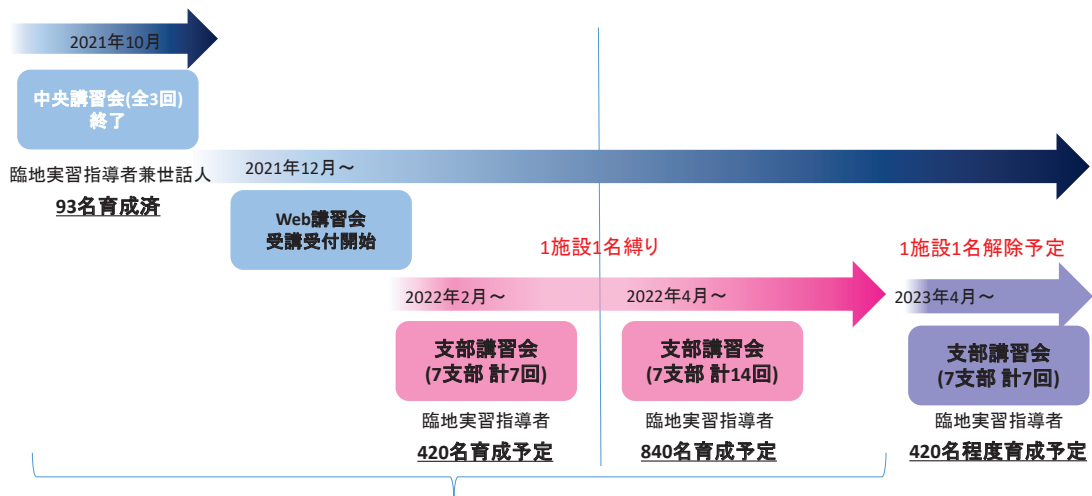 2021年10月
中央講習会(全3回)
終了
臨地実習指導者兼世話人
93名育成済
2021年12月～
Web講習会
受講受付開始
1施設1名縛り
1施設1名解除予定
2022年2月～
2022年4月～
2023年4月～
支部講習会
(7支部 計7回)
支部講習会
(7支部 計14回)
支部講習会
(7支部 計7回)
臨地実習指導者
420名育成予定
臨地実習指導者
840名育成予定
臨地実習指導者
420名程度育成予定